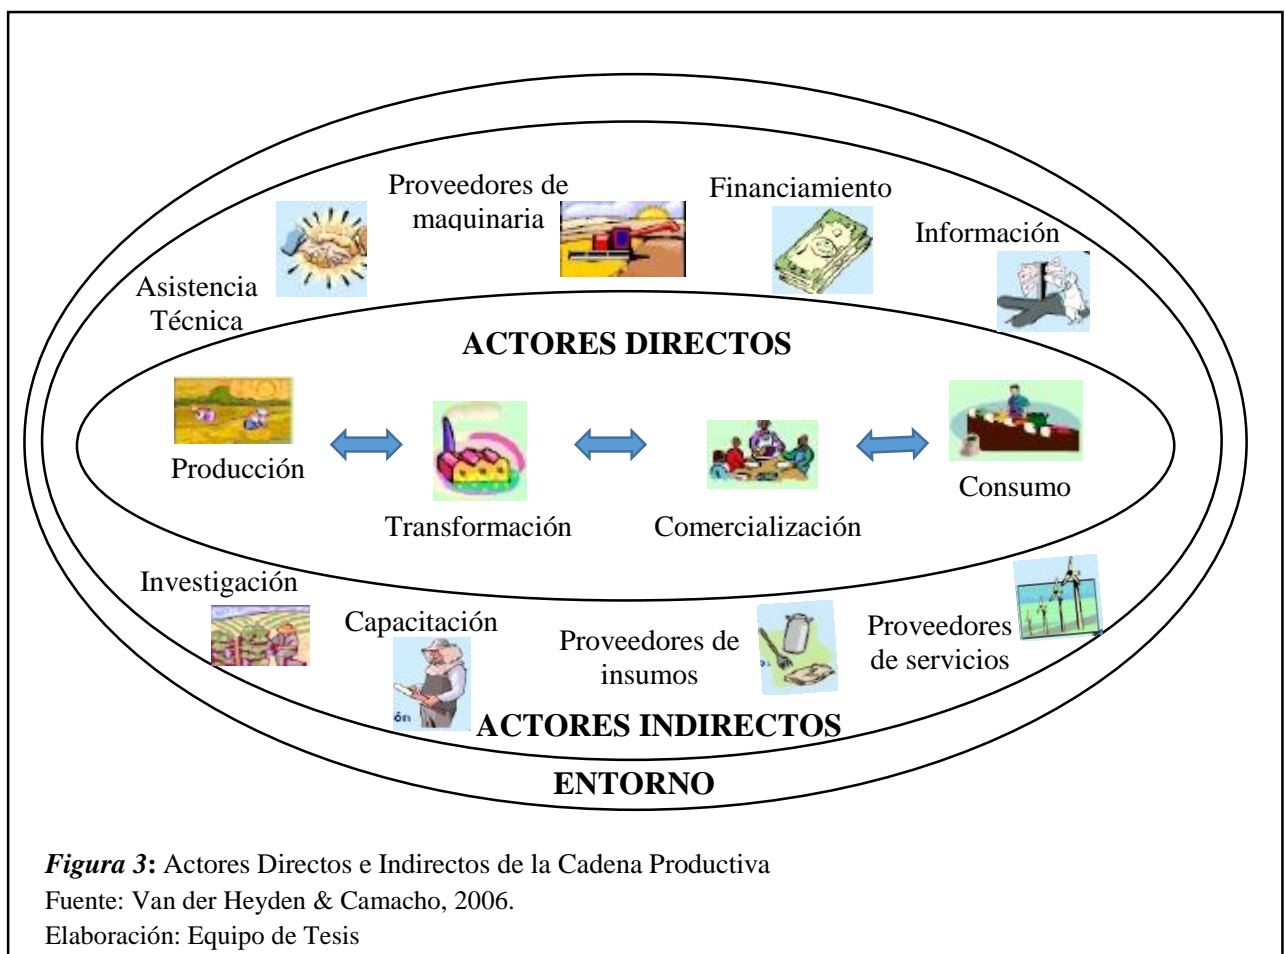 Proveedores de
maquinaria
Financiamiento
Información
Asistencia
Técnica
ACTORES DIRECTOS
Producción
Transformación
Comercialización
Consumo
Investigación
Capacitación
Proveedores de
insumos
Proveedores
de servicios
ón
ACTORES INDIRECTOS
ENTORNO
Figura 3: Actores Directos e Indirectos de la Cadena Productiva
Fuente: Van der Heyden & Camacho, 2006.
Elaboración: Equipo de Tesis